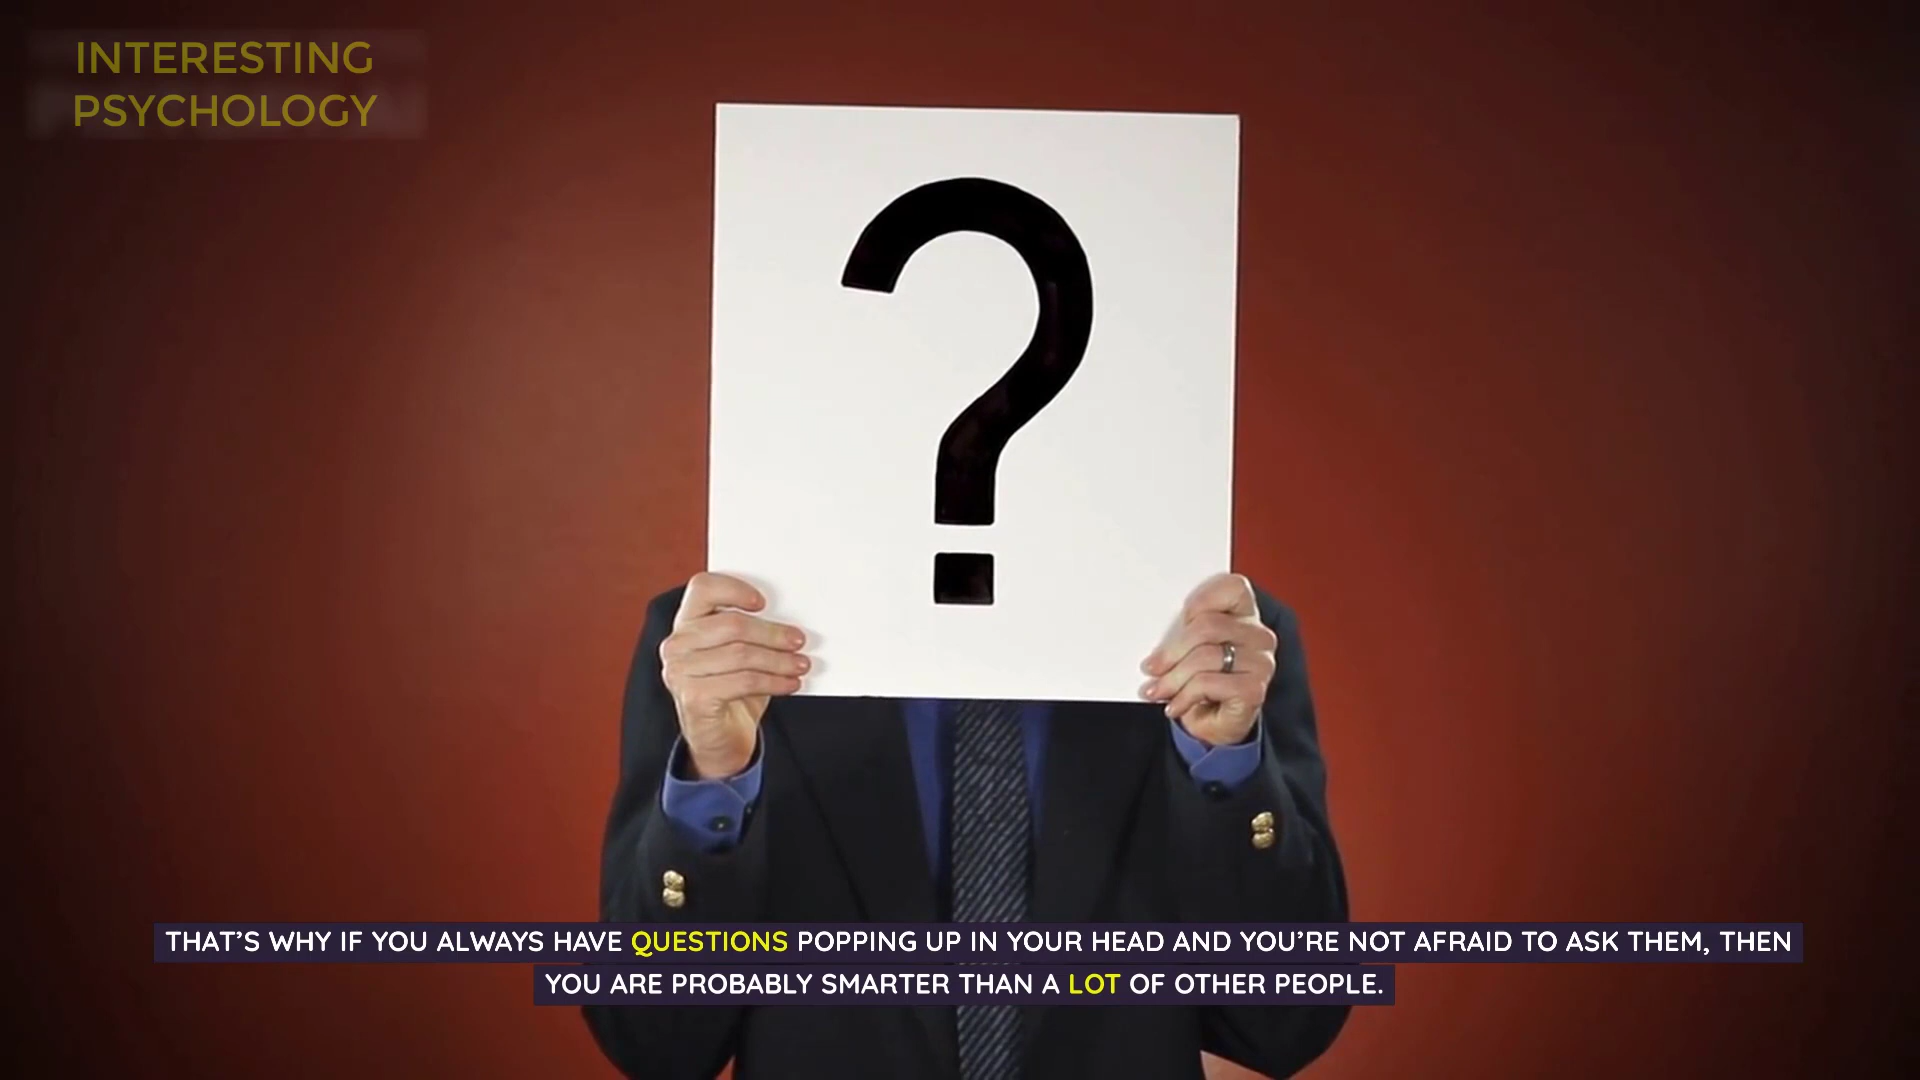 INTERESTING
PSYCHOLOGY
?
THAT'S WHY IF YOU ALWAYS HAVE QUESTIONS POPPING UP IN YOUR HEAD AND YOU'RE NOT AFRAID TO ASK THEM, THEN
YOU ARE PROBABLY SMARTER THAN A LOT OF OTHER PEOPLE.